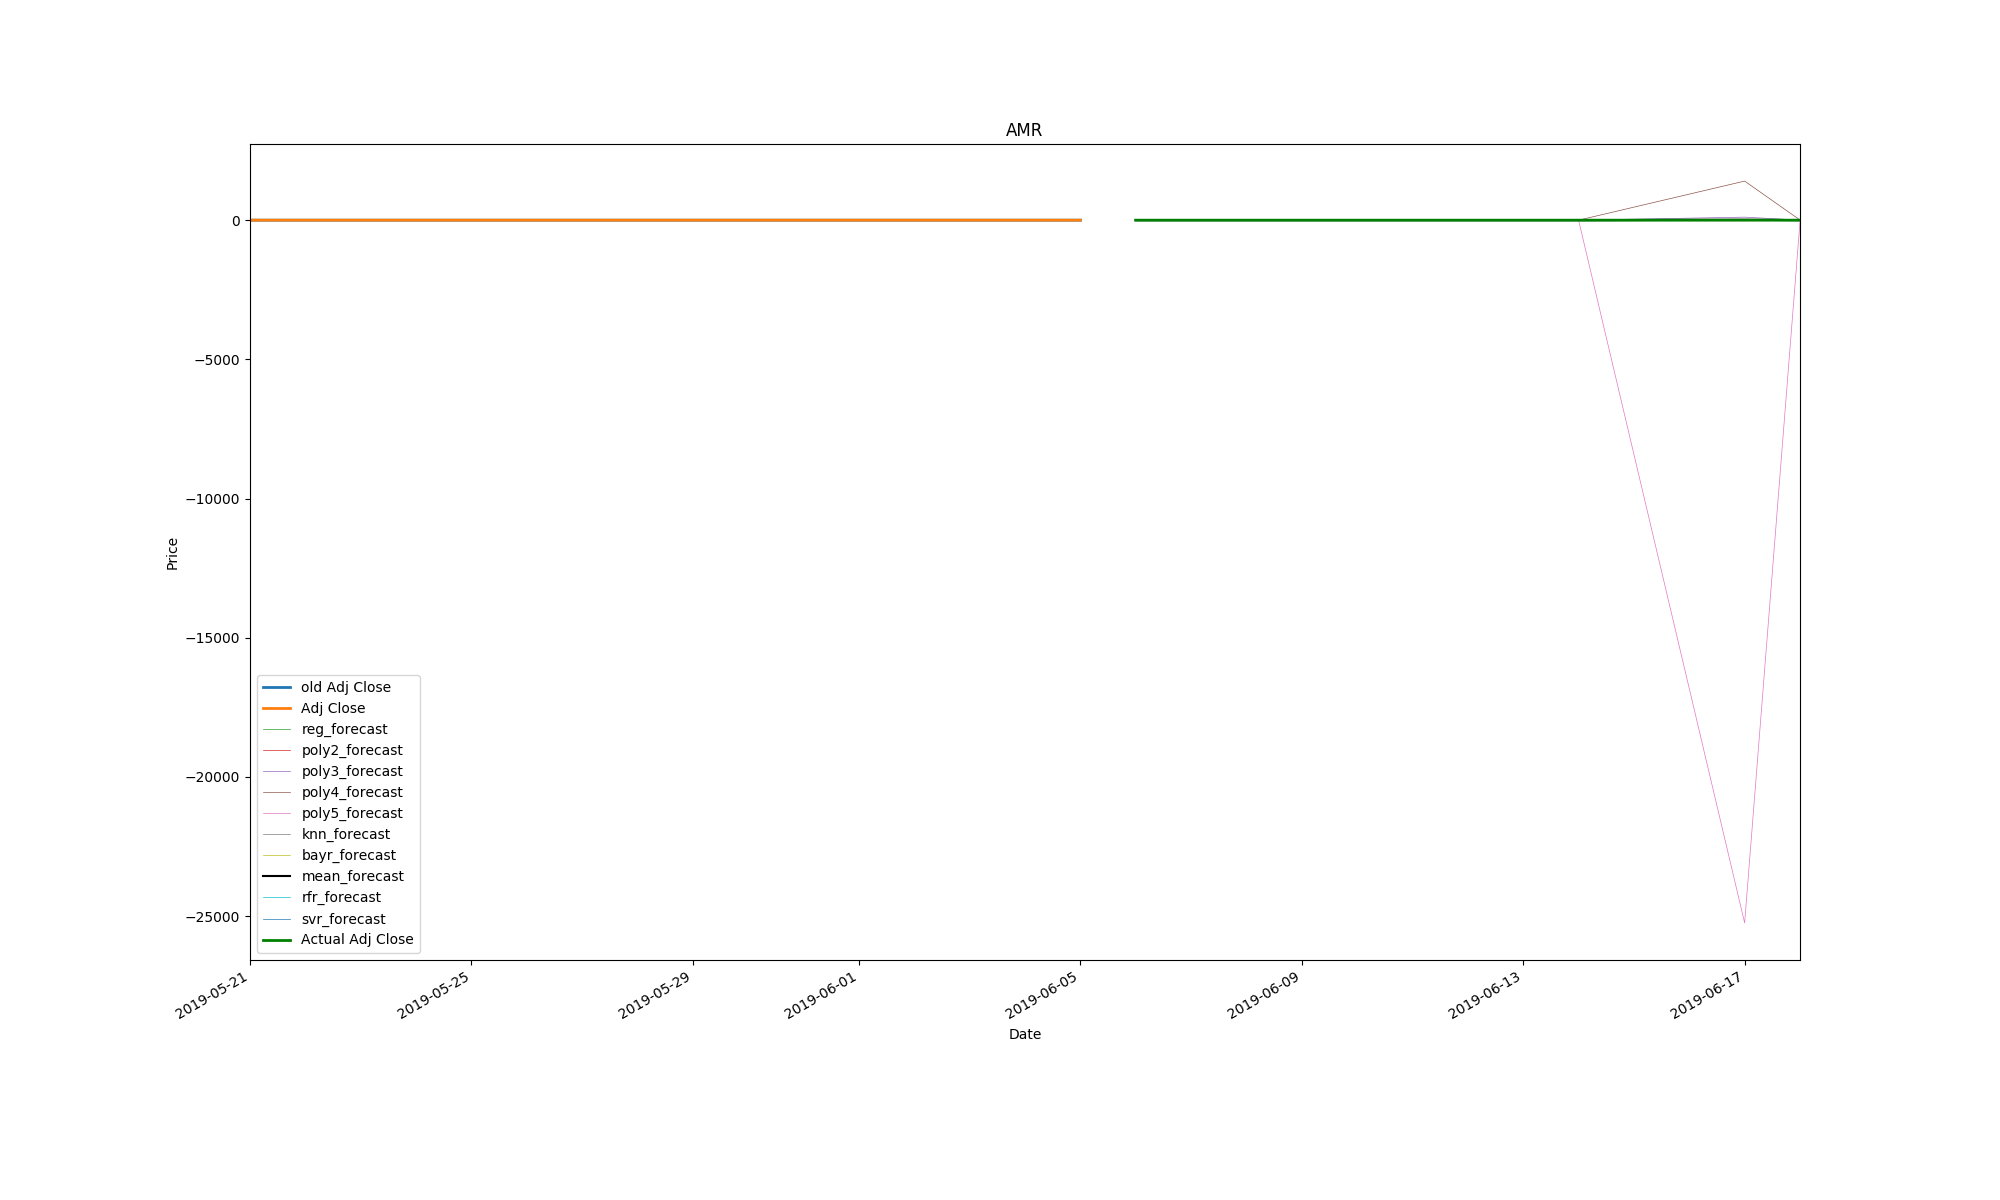 AMR
0
−5000
−10000
−15000
−20000
−25000
Price
old Adj Close
Adj Close
reg_forecast
poly2_forecast
poly3_forecast
poly4_forecast
poly5_forecast
knn_forecast
bayr_forecast
mean_forecast
rfr_forecast
svr_forecast
Actual Adj Close
2019-05-21
2019-05-25
2019-05-29
2019-06-01
2019-06-05
2019-06-09
2019-06-13
2019-06-17
Date